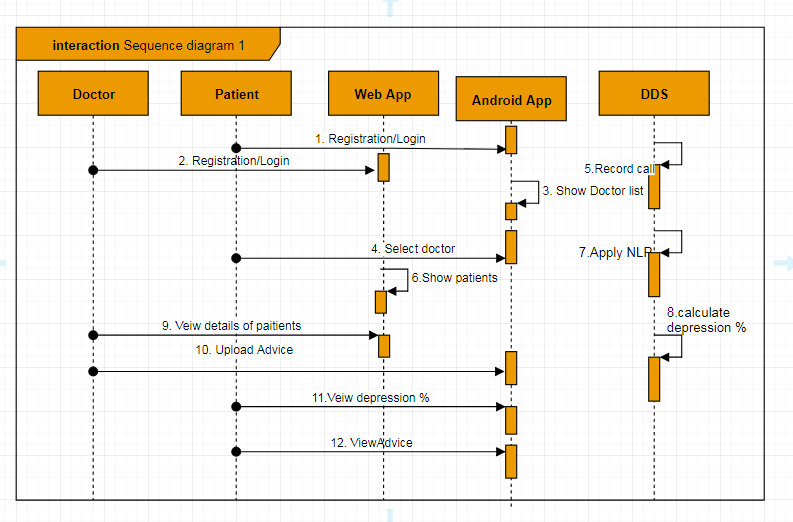 interaction Sequence diagram 1
Doctor
Patient
Web App
Android App
DDS
1. Registration/Login
2. Registration/Login
5.Record call
3. Show Doctor list
4. Select doctor
7.Apply NLP
6.Show patients
8.calculate
depression %
9. Veiw details of paitients
10. Upload Advice
11.Veiw depression %
12. ViewAdvice